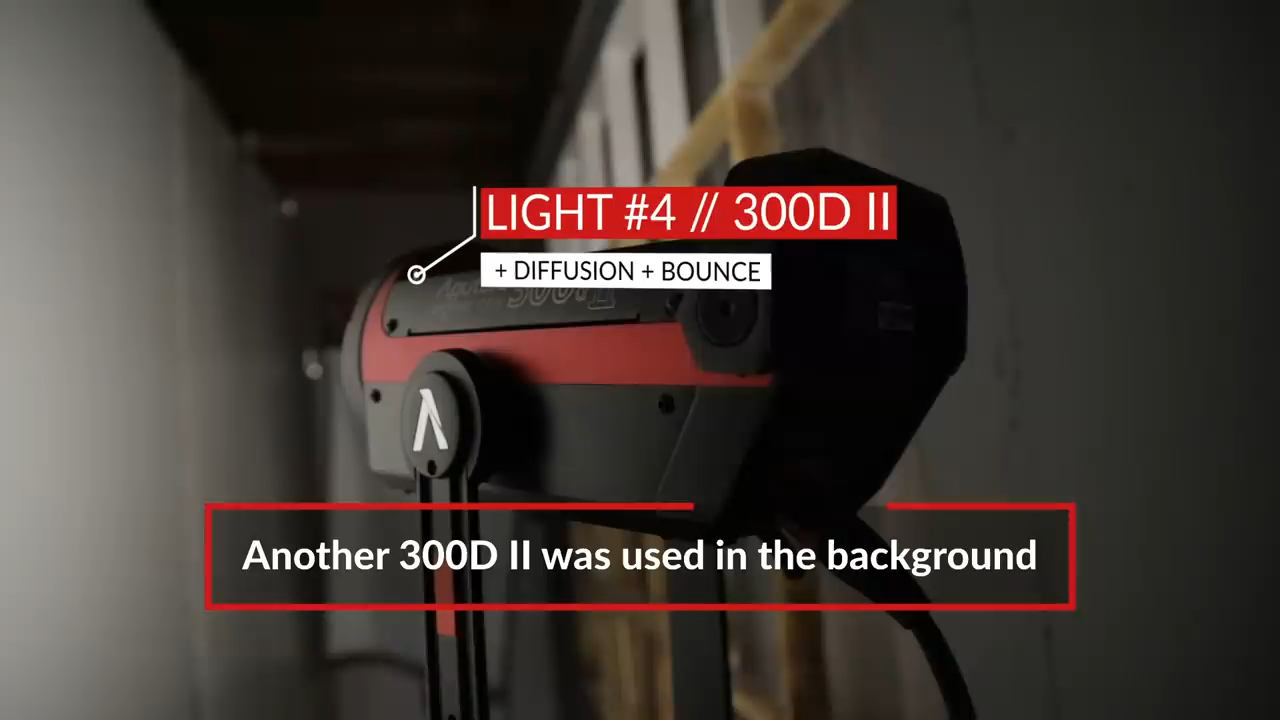 LIGHT #4 // 300D II
+ DIFFUSION + BOUNCE
Another 300D II was used in the background